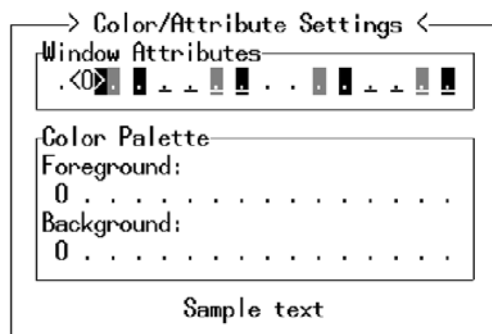 > Color/Attribute Settings <
Window Attributes
.<0>. . . . . . . . . . . . . .
Color Palette
Foreground:
0 . . . . . . . . . . . . . . .
Background:
0 . . . . . . . . . . . . . . .
Sample text